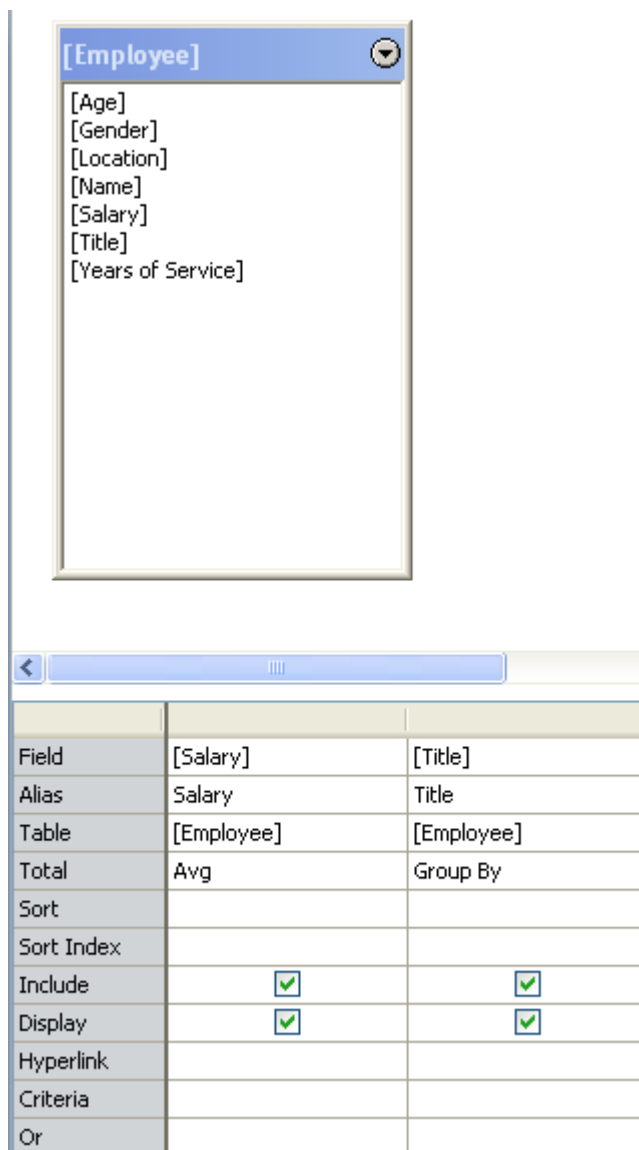 [Employee]
[Age]
[Gender]
[Location]
[Name]
[Salary]
[Title]
[Years of Service]
Field [Salary] [Title]
Alias Salary Title
Table [Employee] [Employee]
Total Avg Group By
Sort
Sort Index
Include
Display
Hyperlink
Criteria
Or